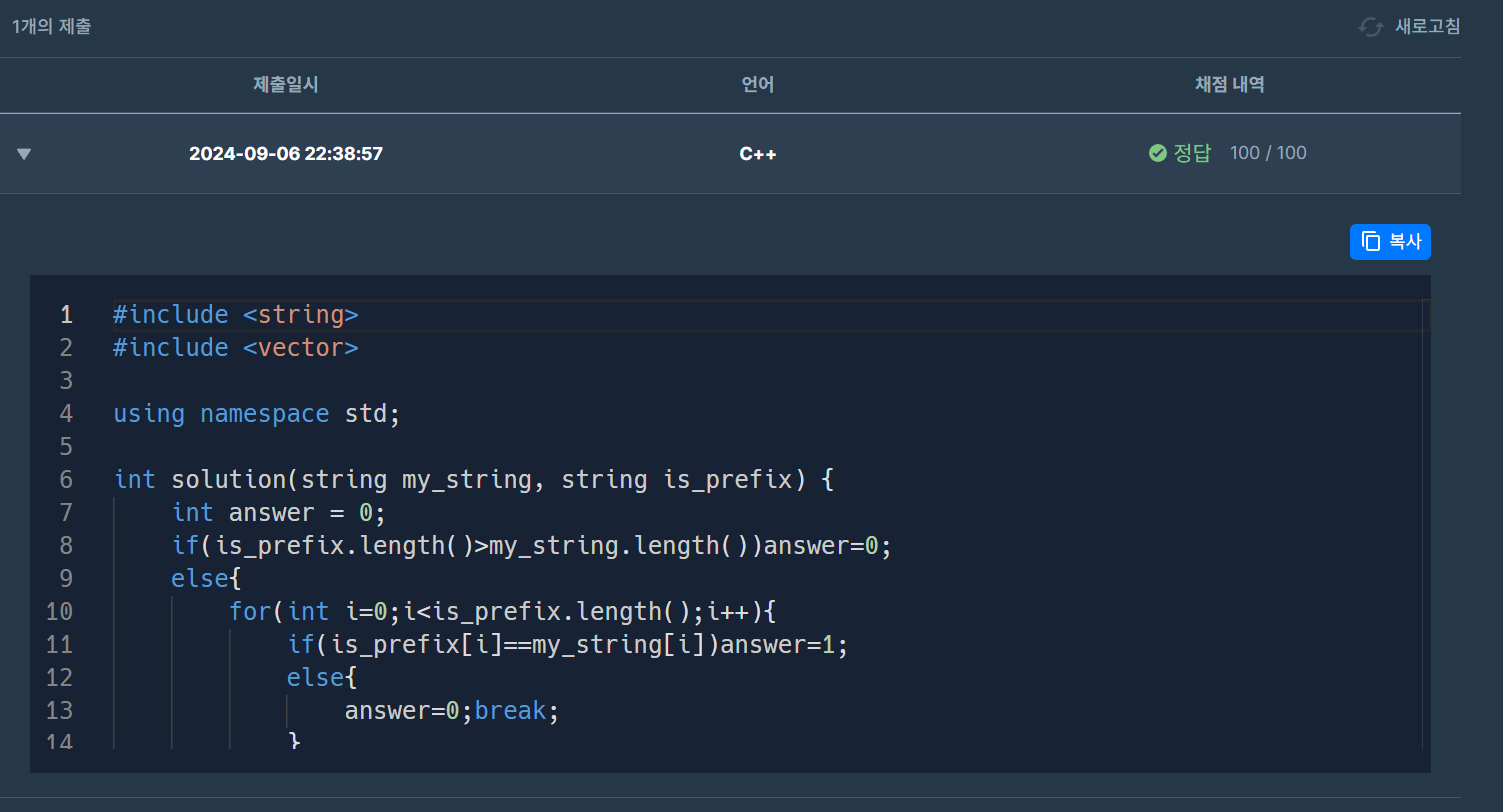 1개의 제출
새로고침
제출일시 언어 채점 내역
2024-09-06 22:38:57 C++ 정답 100 / 100
복사
1 #include <string>
2 #include <vector>
3
4 using namespace std;
5
6 int solution(string my_string, string is_prefix) {
7     int answer = 0;
8     if(is_prefix.length()>my_string.length())answer=0;
9     else{
10         for(int i=0;i<is_prefix.length();i++){
11             if(is_prefix[i]==my_string[i])answer=1;
12             else{
13                 answer=0;break;
14             }